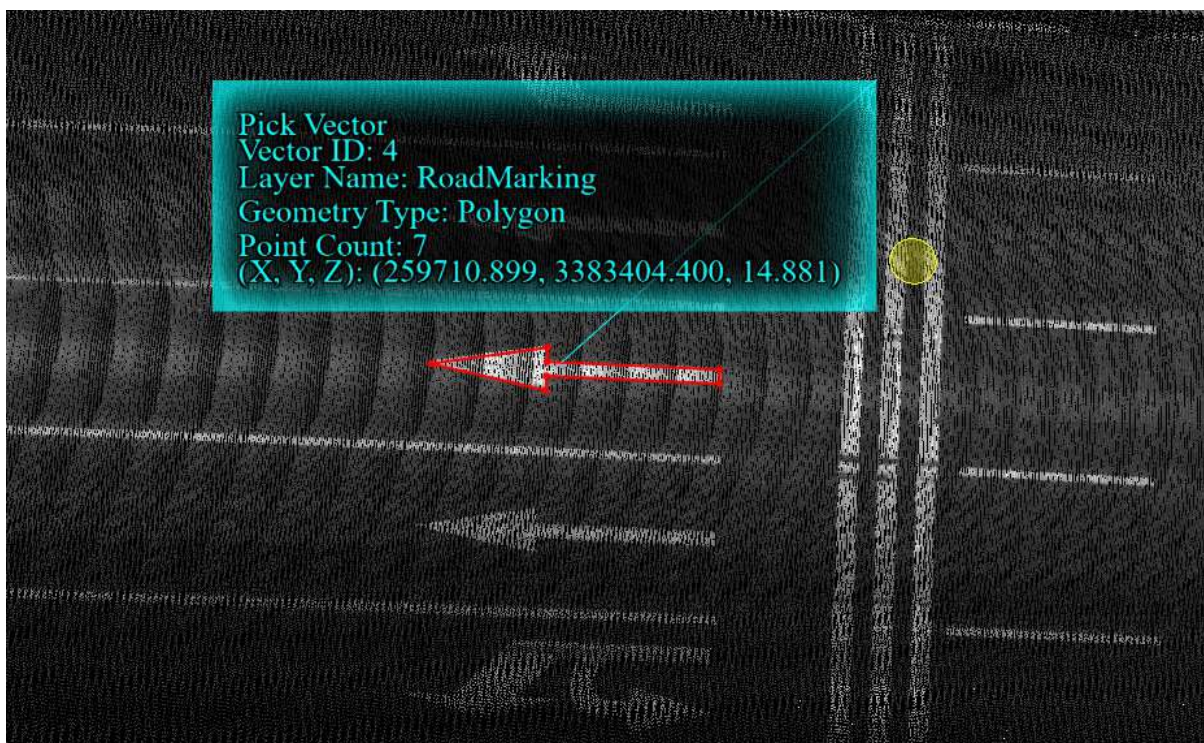 Pick Vector
Vector ID: 4
Layer Name: RoadMarking
Geometry Type: Polygon
Point Count: 7
(X, Y, Z): (259710.899, 3383404.400, 14.881)